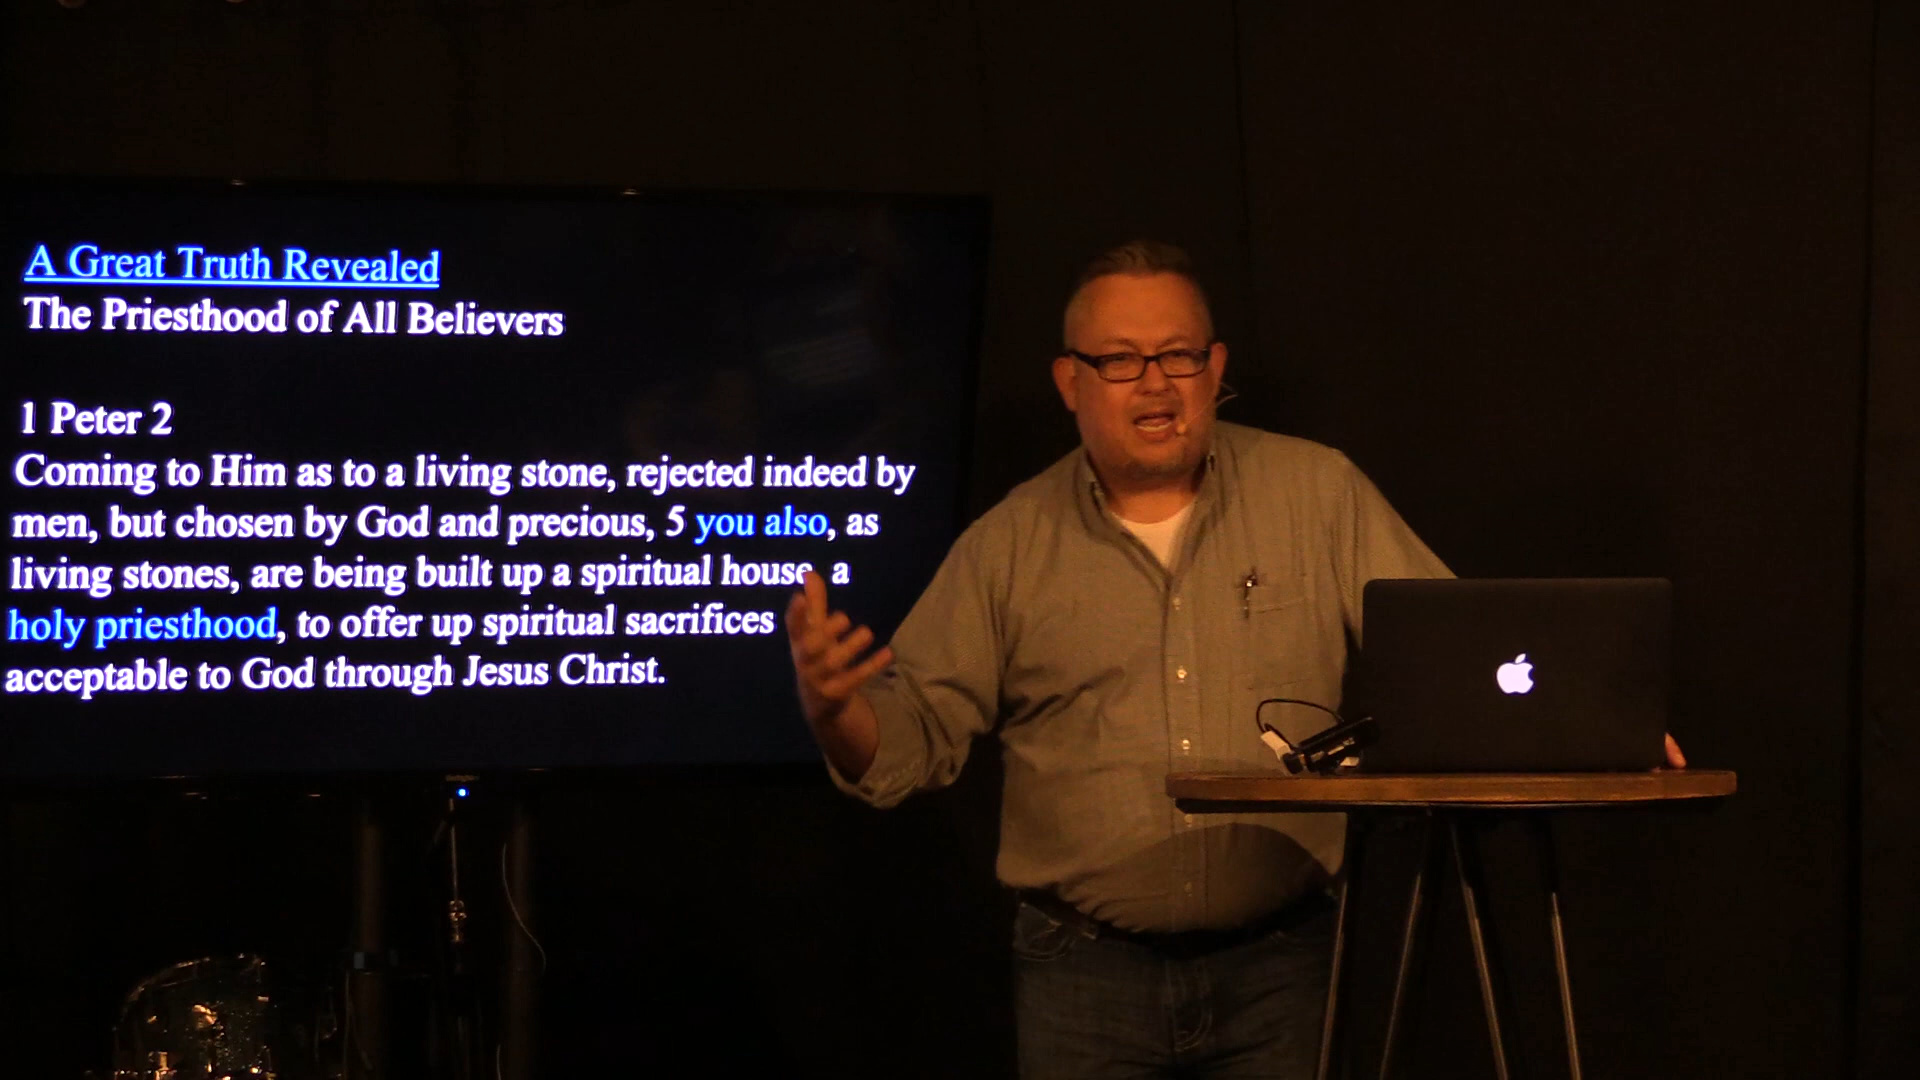 A Great Truth Revealed
The Priesthood of All Believers
1 Peter 2
Coming to Him as to a living stone, rejected indeed by
men, but chosen by God and precious, 5 you also, as
living stones, are being built up a spiritual house, a
holy priesthood, to offer up spiritual sacrifices
acceptable to God through Jesus Christ.